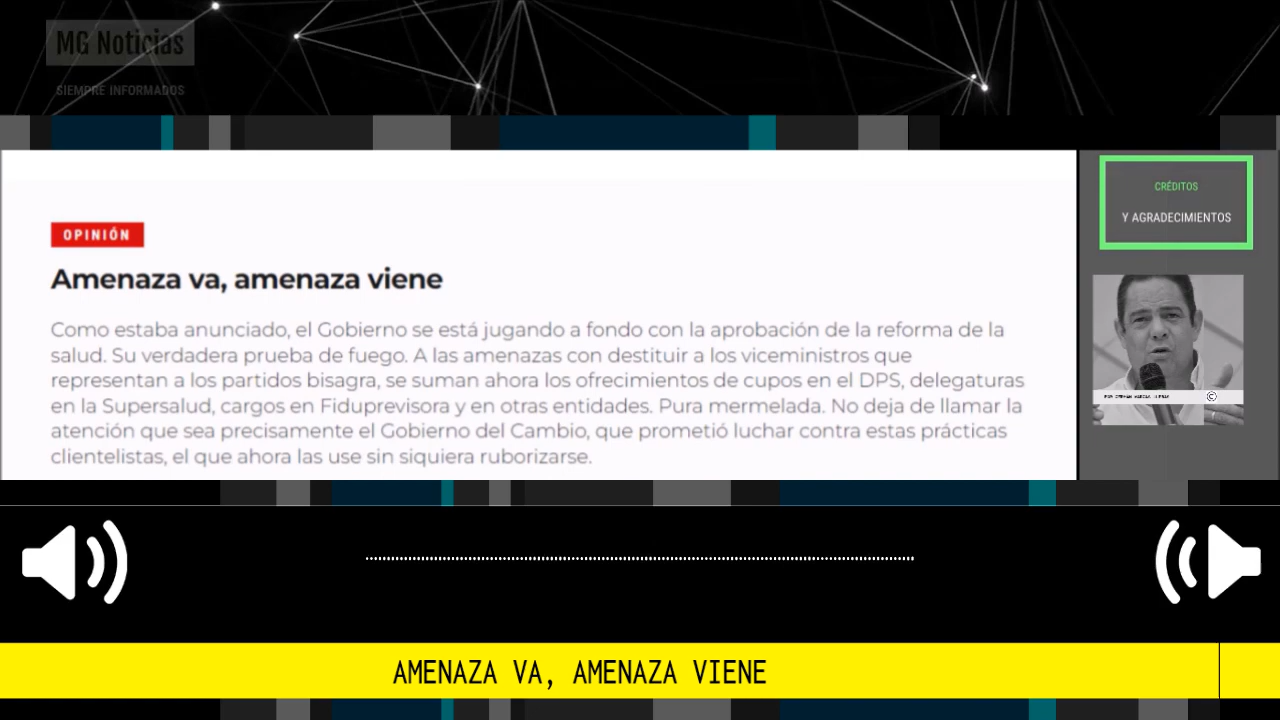 MG Noticias
SIEMPRE INFORMADOS
CRÉDITOS
Y AGRADECIMIENTOS
OPINIÓN
Amenaza va, amenaza viene
Como estaba anunciado, el Gobierno se está jugando a fondo con la aprobación de la reforma de la
salud. Su verdadera prueba de fuego. A las amenazas con destituir a los viceministros que
representan a los partidos bisagra, se suman ahora los ofrecimientos de cupos en el DPS, delegaturas
en la Supersalud, cargos en Fiduprevisora y en otras entidades. Pura mermelada. No deja de llamar la
atención que sea precisamente el Gobierno del Cambio, que prometió luchar contra estas prácticas
clientelistas, el que ahora las use sin siquiera ruborizarse.
©
AMENAZA VA, AMENAZA VIENE